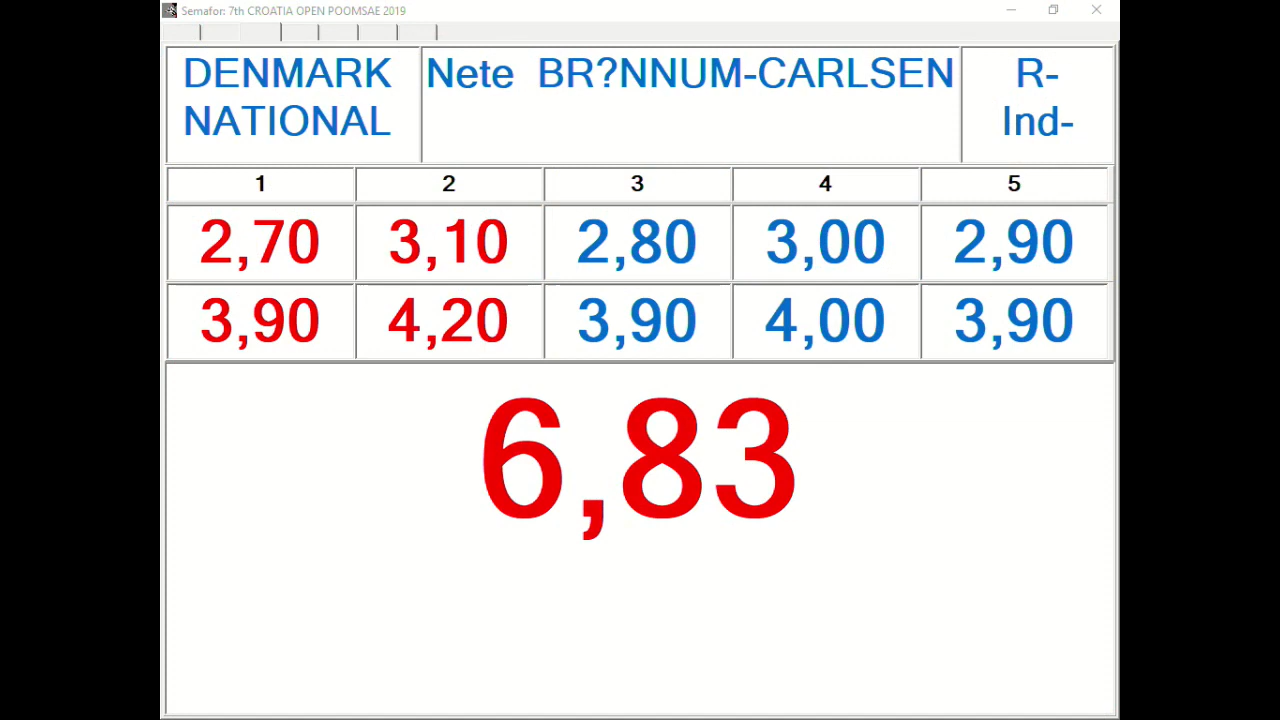 Semafor: 7th CROATIA OPEN POOMSAE 2019
DENMARK NATIONAL
Nete BR?NNUM-CARLSEN
R-Ind-
1 2 3 4 5
2,70 3,10 2,80 3,00 2,90
3,90 4,20 3,90 4,00 3,90
6,83